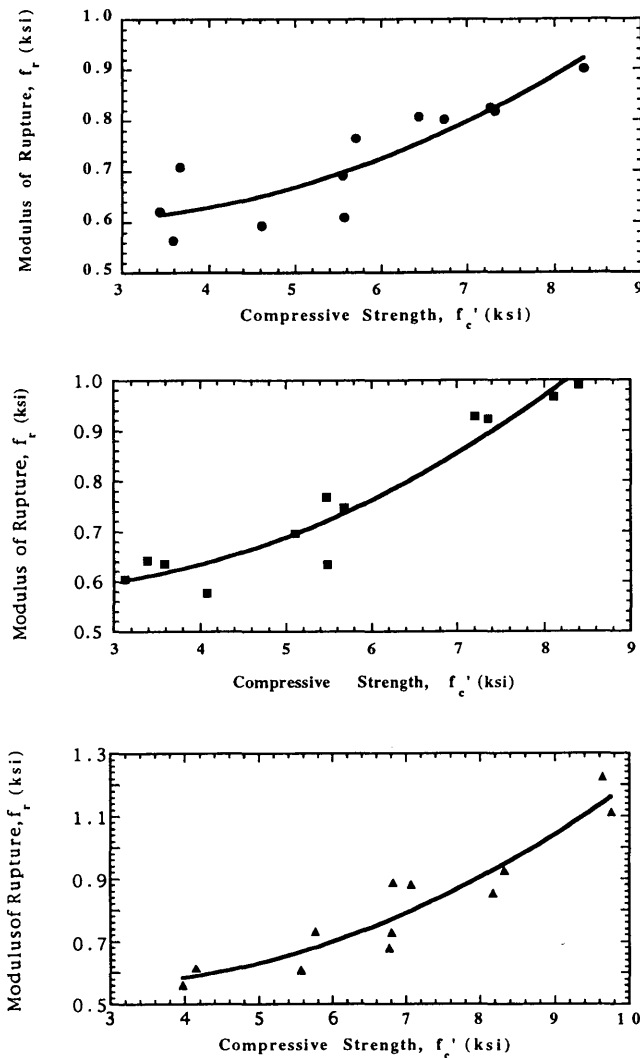 Modulus of Rupture, f_r (ksi)
1.0
0.9
0.8
0.7
0.6
0.5
3 4 5 6 7 8 9
Compressive Strength, f_c' (ksi)
Modulus of Rupture, f_r (ksi)
1.0
0.9
0.8
0.7
0.6
0.5
3 4 5 6 7 8 9
Compressive Strength, f_c' (ksi)
Modulus of Rupture, f_r (ksi)
1.3
1.1
0.9
0.7
0.5
3 4 5 6 7 8 9 10
Compressive Strength, f_c' (ksi)